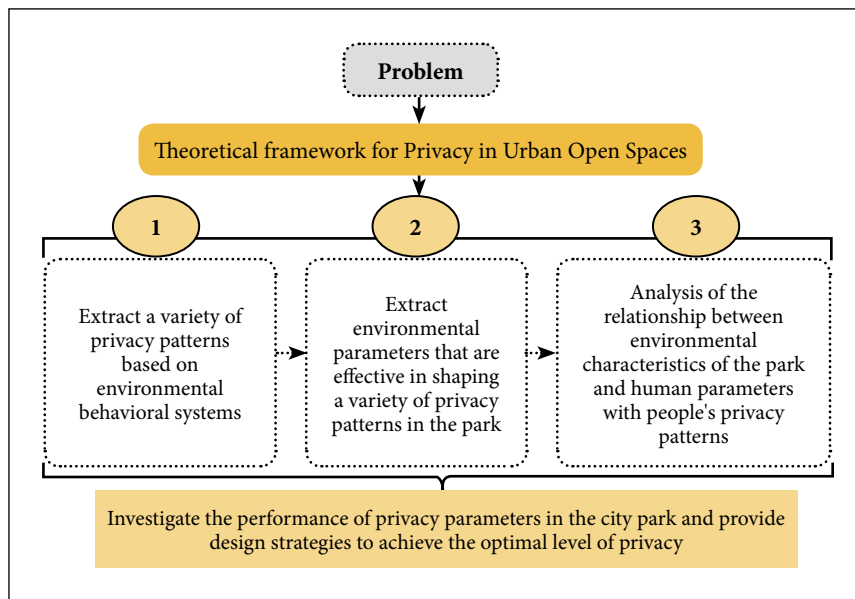 Problem
Theoretical framework for Privacy in Urban Open Spaces
1
2
3
Extract a variety of
privacy patterns
based on
environmental
behavioral systems
Extract
environmental
parameters that are
effective in shaping
a variety of privacy
patterns in the park
Analysis of the
relationship between
environmental
characteristics of the park
and human parameters
with people's privacy
patterns
Investigate the performance of privacy parameters in the city park and provide
design strategies to achieve the optimal level of privacy